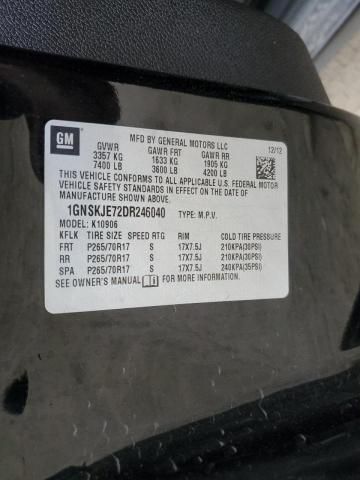 GM
MFD BY GENERAL MOTORS LLC 12/12
GVWR GAWR FRT GAWR RR
3357 KG 1633 KG 1905 KG
7400 LB 3600 LB 4200 LB
THIS VEHICLE CONFORMS TO ALL APPLICABLE U.S. FEDERAL MOTOR
VEHICLE SAFETY AND THEFT PREVENTION STANDARDS IN EFFECT ON THE DATE OF
MANUFACTURE SHOWN ABOVE.
1GNSKJE72DR246040 TYPE: M.P.V.
MODEL: K10906
KFLK TIRE SIZE SPEED RTG RIM COLD TIRE PRESSURE
FRT P265/70R17 S 17X7.5J 210KPA(30PSI)
RR P265/70R17 S 17X7.5J 210KPA(30PSI)
SPA P265/70R17 S 17X7.5J 240KPA(35PSI)
SEE OWNER'S MANUAL FOR MORE INFORMATION